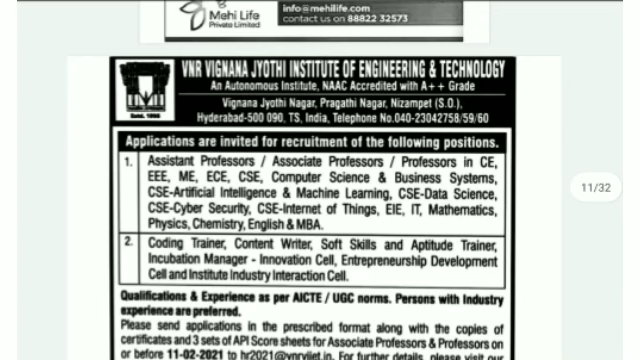 Mehi Life
Private Limited
info@mehilife.com
contact us on 88822 32573
VNR VIGNANA JYOTHI INSTITUTE OF ENGINEERING & TECHNOLOGY
An Autonomous Institute, NAAC Accredited with A++ Grade
Vignana Jyothi Nagar, Pragathi Nagar, Nizampet (S.O.),
Hyderabad-500 090, TS, India, Telephone No.040-23042758/59/60
Estd. 1995
Applications are invited for recruitment of the following positions.
1. Assistant Professors / Associate Professors / Professors in CE,
EEE, ME, ECE, CSE, Computer Science & Business Systems,
CSE-Artificial Intelligence & Machine Learning, CSE-Data Science,
CSE-Cyber Security, CSE-Internet of Things, EIE, IT, Mathematics,
Physics, Chemistry, English & MBA.
11/32
2. Coding Trainer, Content Writer, Soft Skills and Aptitude Trainer,
Incubation Manager - Innovation Cell, Entrepreneurship Development
Cell and Institute Industry Interaction Cell.
Qualifications & Experience as per AICTE / UGC norms. Persons with Industry
experience are preferred.
Please send applications in the prescribed format along with the copies of
certificates and 3 sets of API Score sheets for Associate Professors & Professors on
or before 11-02-2021 to hr2021@vnrvjiet.in. For further details, please visit our